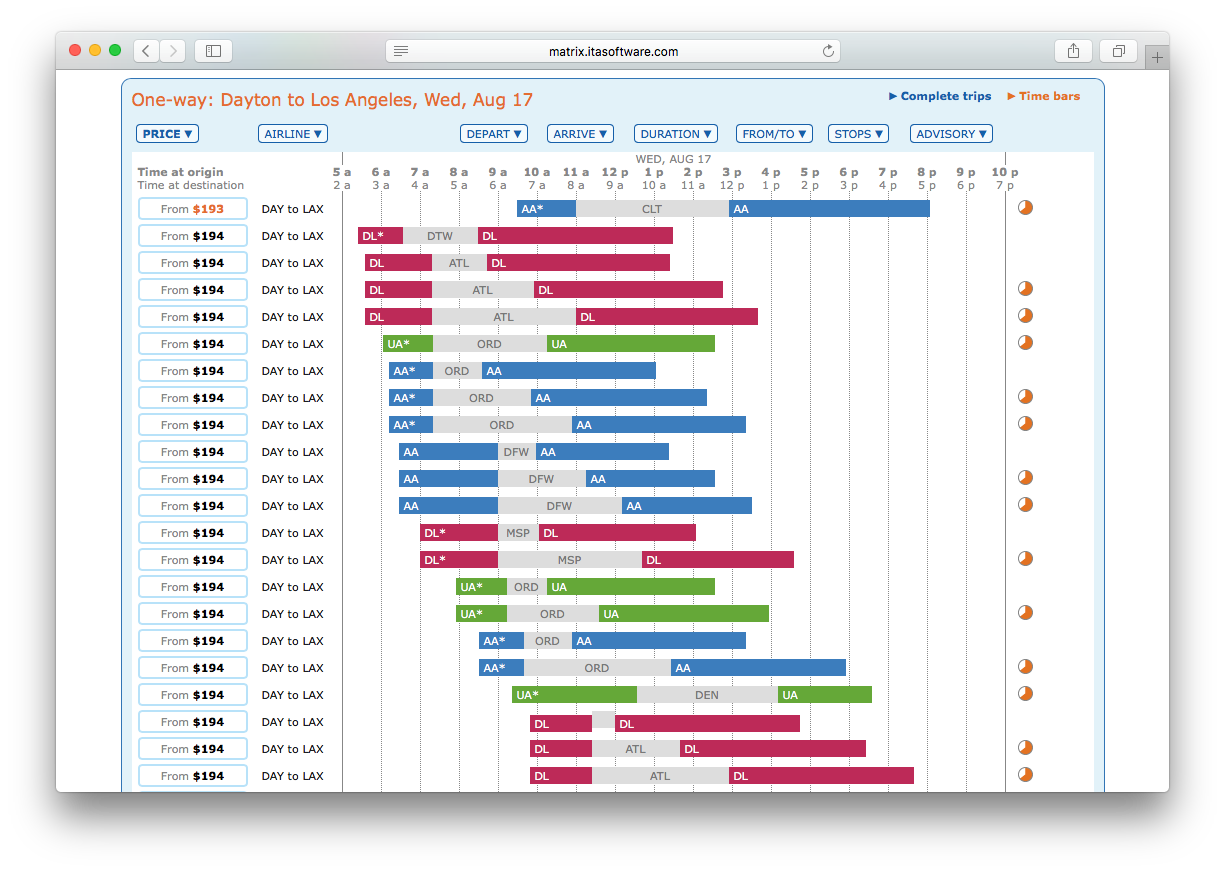 matrix.itasoftware.com
One-way: Dayton to Los Angeles, Wed, Aug 17
▶ Complete trips ▶ Time bars
PRICE ▼ AIRLINE ▼ DEPART ▼ ARRIVE ▼ DURATION ▼ FROM/TO ▼ STOPS ▼ ADVISORY ▼
WED, AUG 17
Time at origin 5 a 6 a 7 a 8 a 9 a 10 a 11 a 12 p 1 p 2 p 3 p 4 p 5 p 6 p 7 p 8 p 9 p 10 p
Time at destination 2 a 3 a 4 a 5 a 6 a 7 a 8 a 9 a 10 a 11 a 12 p 1 p 2 p 3 p 4 p 5 p 6 p 7 p
From $193 DAY to LAX AA* CLT AA
From $194 DAY to LAX DL* DTW DL
From $194 DAY to LAX DL ATL DL
From $194 DAY to LAX DL ATL DL
From $194 DAY to LAX DL ATL DL
From $194 DAY to LAX UA* ORD UA
From $194 DAY to LAX AA* ORD AA
From $194 DAY to LAX AA* ORD AA
From $194 DAY to LAX AA* ORD AA
From $194 DAY to LAX AA DFW AA
From $194 DAY to LAX AA DFW AA
From $194 DAY to LAX AA DFW AA
From $194 DAY to LAX DL* MSP DL
From $194 DAY to LAX DL* MSP DL
From $194 DAY to LAX UA* ORD UA
From $194 DAY to LAX UA* ORD UA
From $194 DAY to LAX AA* ORD AA
From $194 DAY to LAX AA* ORD AA
From $194 DAY to LAX UA* DEN UA
From $194 DAY to LAX DL DL
From $194 DAY to LAX DL ATL DL
From $194 DAY to LAX DL ATL DL